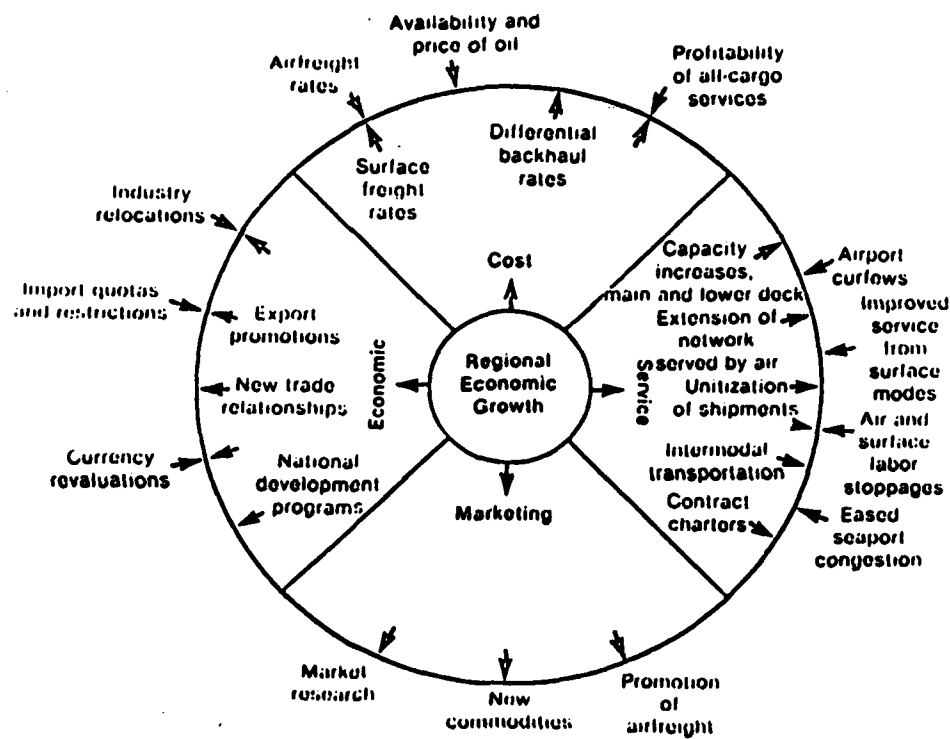 Availability and
price of oil
Airfreight
rates
Profitability
of all-cargo
services
Differential
backhaul
rates
Surface
freight
rates
Industry
relocations
Cost
Capacity
increases,
main and lower deck
Airport
curfews
Import quotas
and restrictions
Export
promotions
Extension of
network
served by air
Improved
service
from
surface
modes
Economic
Regional
Economic
Growth
Service
New trade
relationships
Unitization
of shipments
Air and
surface
labor
stoppages
Currency
revaluations
National
development
programs
Intermodal
transportation
Marketing
Contract
charters
Eased
seaport
congestion
Market
research
New
commodities
Promotion
of
airfreight